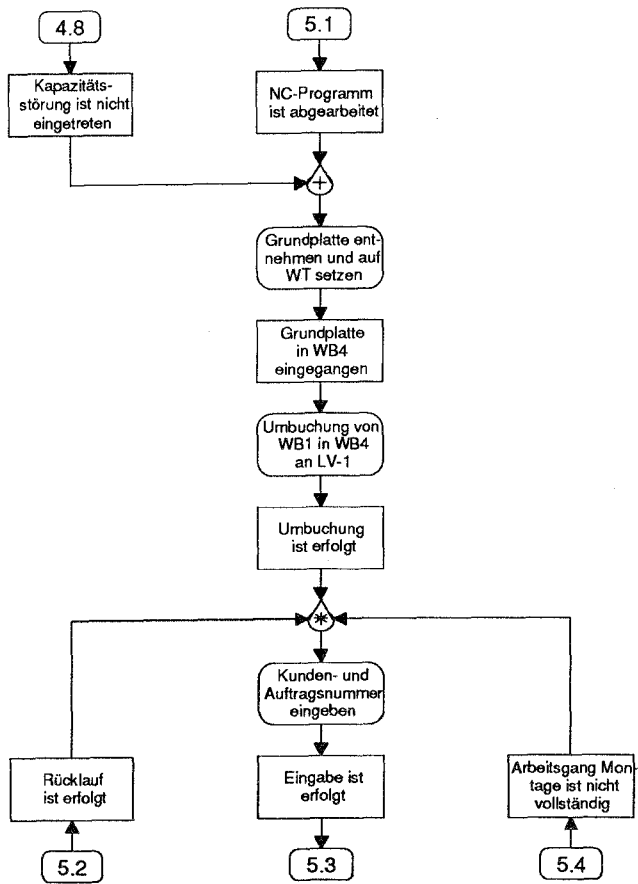 4.8
5.1
Kapazitäts-
störung ist nicht
eingetreten
NC-Programm
ist abgearbeitet
+
Grundplatte ent-
nehmen und auf
WT setzen
Grundplatte
in WB4
eingegangen
Umbuchung von
WB1 in WB4
an LV-1
Umbuchung
ist erfolgt
*
Kunden- und
Auftragsnummer
eingeben
Rücklauf
ist erfolgt
Eingabe ist
erfolgt
Arbeitsgang Mon-
tage ist nicht
vollständig
5.2
5.3
5.4